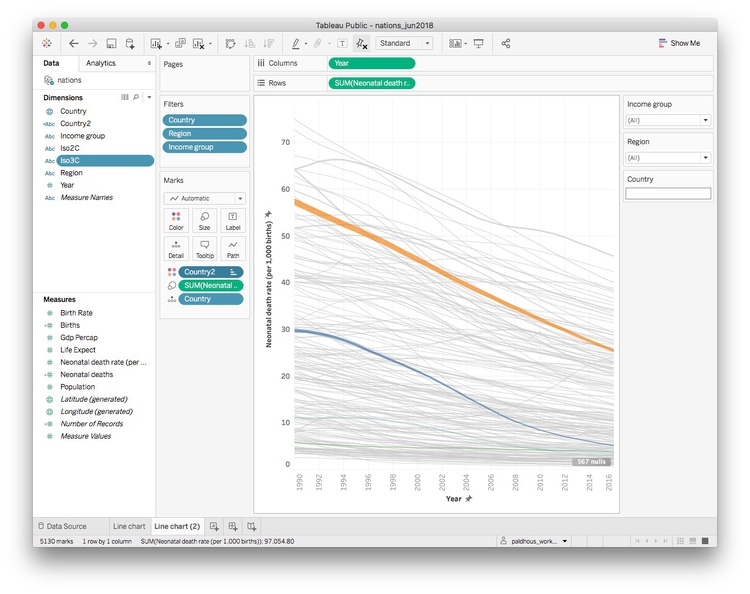 Tableau Public - nations_jun2018
Standard
Show Me
Data
Analytics
nations
Dimensions
Country
Abc Country2
Abc Income group
Abc Iso2C
Abc Iso3C
Abc Region
# Year
Abc Measure Names
Measures
# Birth Rate
# Births
# Gdp Percap
# Life Expect
# Neonatal death rate (per ...
# Neonatal deaths
# Population
Latitude (generated)
Longitude (generated)
# Number of Records
# Measure Values
Pages
Filters
Country
Region
Income group
Marks
Automatic
Color
Size
Label
Detail
Tooltip
Path
Country2
SUM(Neonatal ..
Country
Columns
Year
Rows
SUM(Neonatal death r..
Neonatal death rate (per 1,000 births)
70
60
50
40
30
20
10
0
567 nulls
1990
1992
1994
1996
1998
2000
2002
2004
2006
2008
2010
2012
2014
2016
Year
Income group
(All)
Region
(All)
Country
Data Source
Line chart
Line chart (2)
5130 marks
1 row by 1 column
SUM(Neonatal death rate (per 1,000 births)): 97,054.80
paldhous_work...